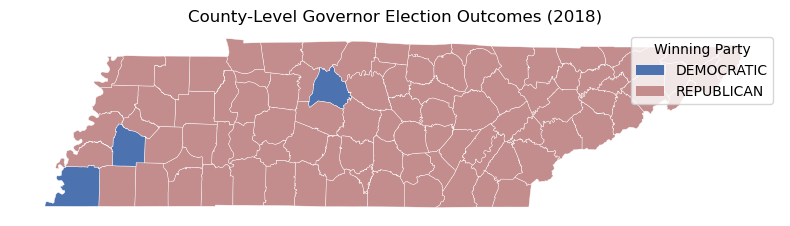 County-Level Governor Election Outcomes (2018)
Winning Party
DEMOCRATIC
REPUBLICAN